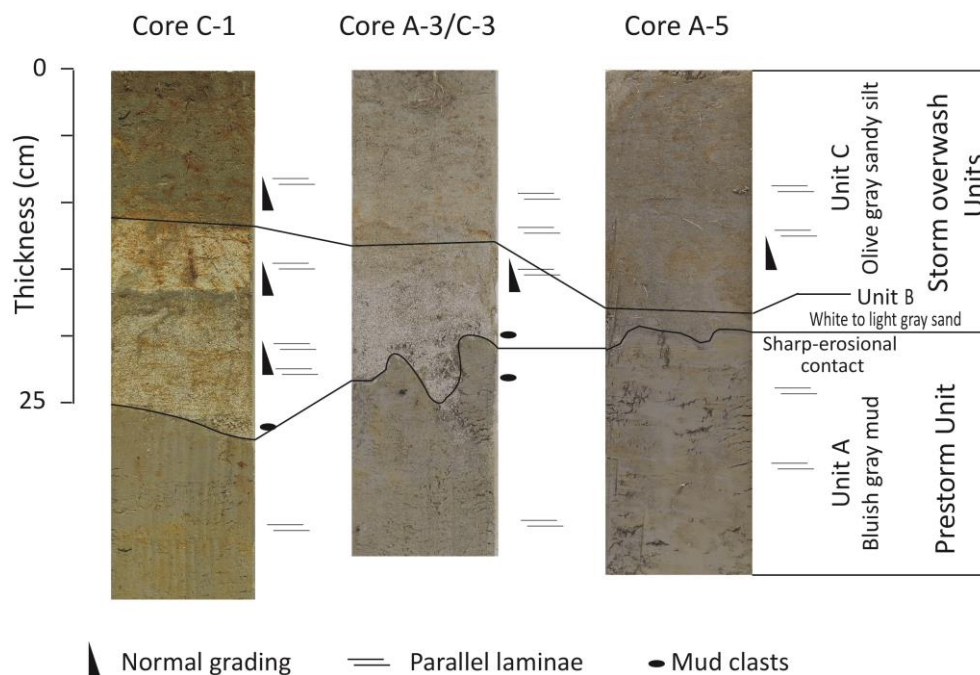 Core C-1
Core A-3/C-3
Core A-5
0
Thickness (cm)
25
Unit C
Olive gray sandy silt
Storm overwash
Units
Unit B
White to light gray sand
Sharp-erosional
contact
Unit A
Bluish gray mud
Prestorm Unit
Normal grading
Parallel laminae
Mud clasts